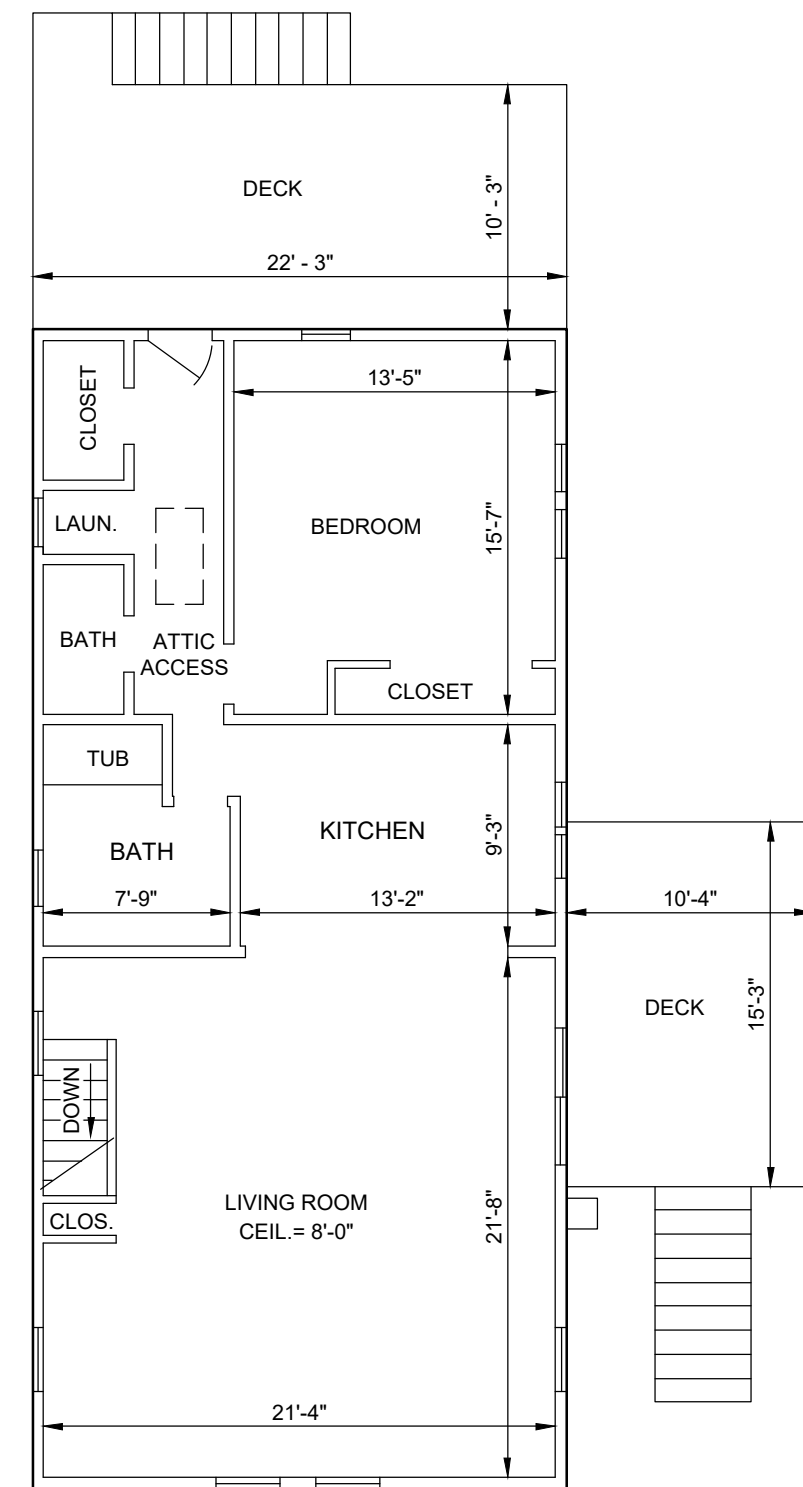 DECK
10' - 3"
22' - 3"
CLOSET
13'-5"
LAUN.
BEDROOM
15'-7"
BATH
ATTIC
ACCESS
CLOSET
TUB
BATH
KITCHEN
9'-3"
7'-9"
13'-2"
10'-4"
DECK
15'-3"
DOWN
CLOS.
LIVING ROOM
CEIL.= 8'-0"
21'-8"
21'-4"